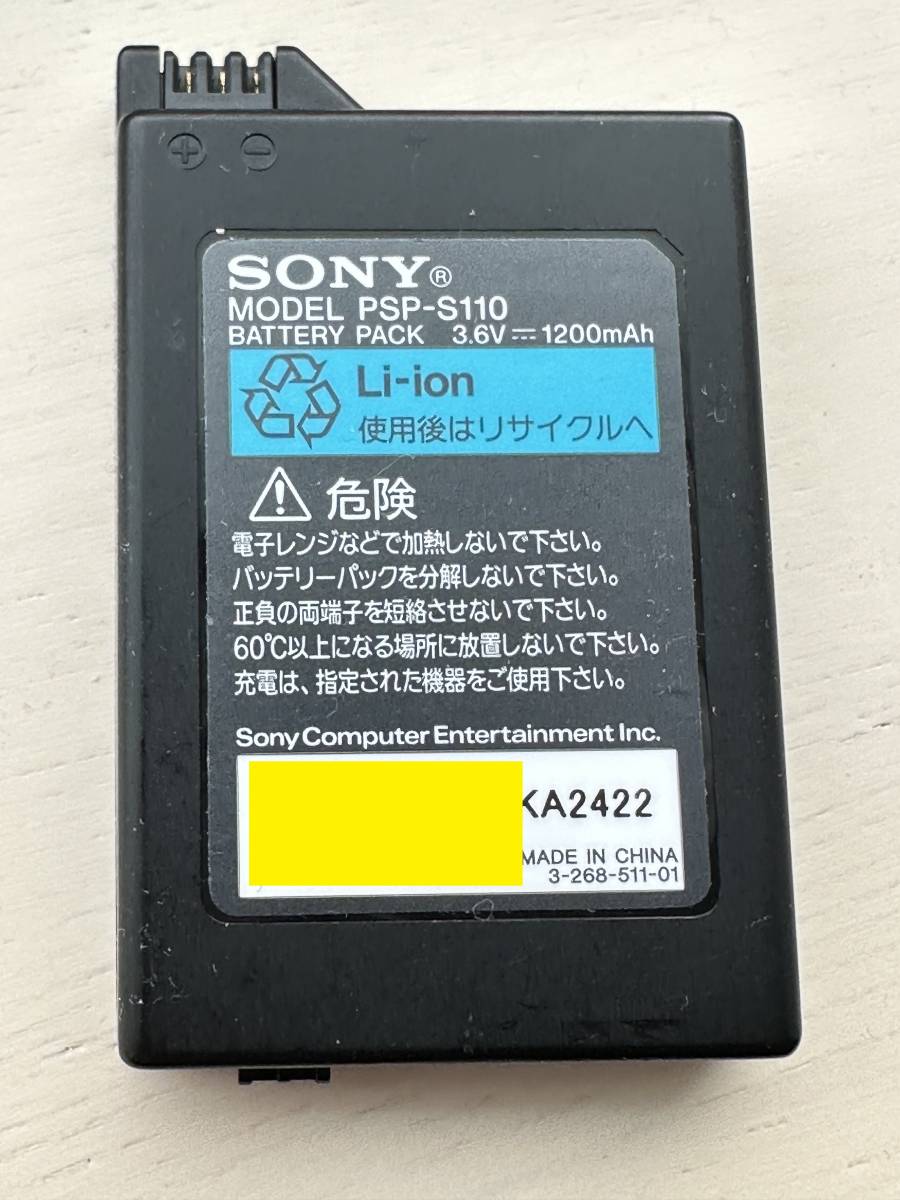 SONY®
MODEL PSP-S110
BATTERY PACK 3.6V ⎓ 1200mAh
Li-ion
使用後はリサイクルへ
危険
電子レンジなどで加熱しないで下さい。
バッテリーパックを分解しないで下さい。
正負の両端子を短絡させないで下さい。
60℃以上になる場所に放置しないで下さい。
充電は、指定された機器をご使用下さい。
Sony Computer Entertainment Inc.
KA2422
MADE IN CHINA
3-268-511-01